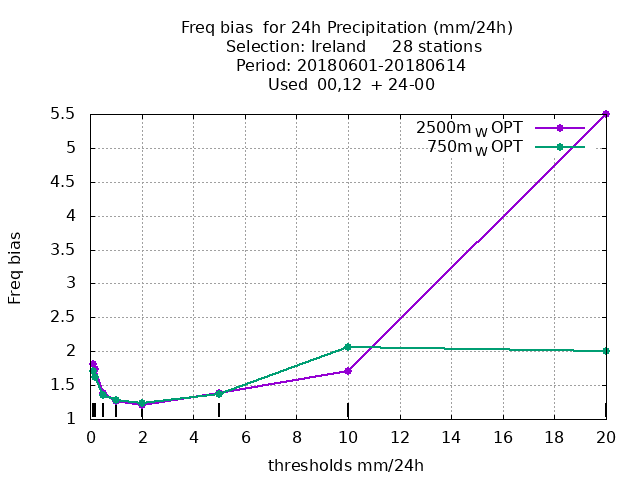 Freq bias  for 24h Precipitation (mm/24h)
Selection: Ireland     28 stations
Period: 20180601-20180614
Used  00,12  + 24-00
5.5
5
4.5
4
3.5
3
2.5
2
1.5
1
Freq bias
2500m_W OPT
750m_W OPT
0 2 4 6 8 10 12 14 16 18 20
thresholds mm/24h